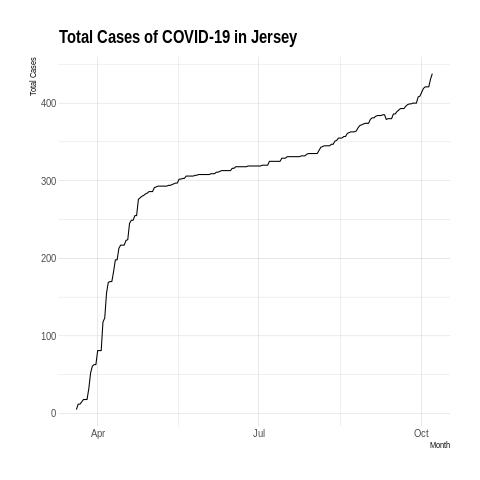 Total Cases of COVID-19 in Jersey
Total Cases
400
300
200
100
0
Apr
Jul
Oct
Month